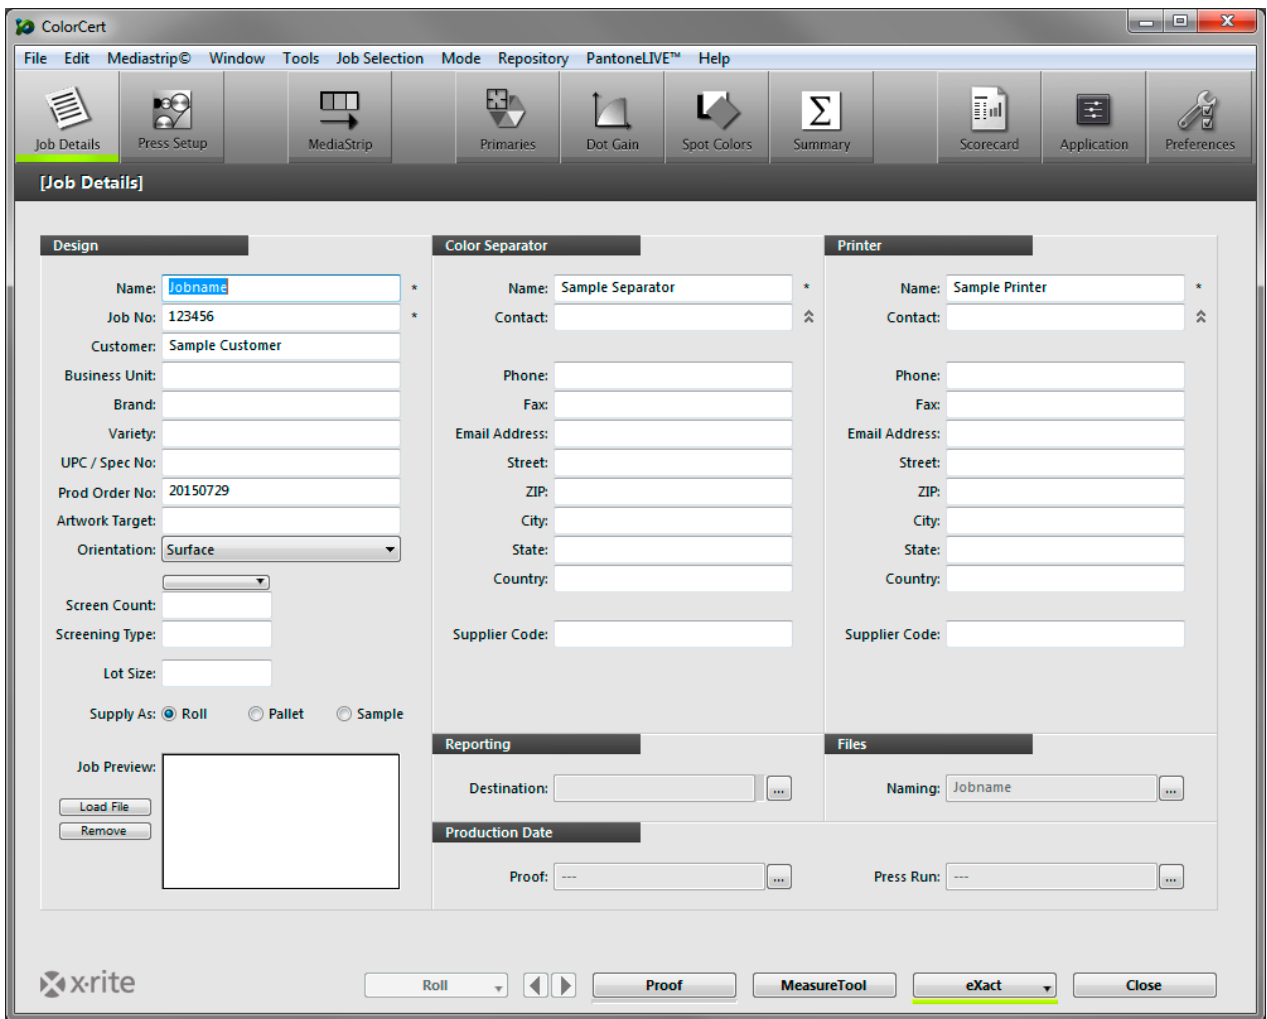 ColorCert
File Edit Mediastrip© Window Tools Job Selection Mode Repository PantoneLIVE™ Help
Job Details Press Setup MediaStrip Primaries Dot Gain Spot Colors Summary Scorecard Application Preferences
[Job Details]
Design
Name: Jobname *
Job No: 123456 *
Customer: Sample Customer
Business Unit:
Brand:
Variety:
UPC / Spec No:
Prod Order No: 20150729
Artwork Target:
Orientation: Surface
Screen Count:
Screening Type:
Lot Size:
Supply As: Roll Pallet Sample
Job Preview:
Load File
Remove
Color Separator
Name: Sample Separator *
Contact:
Phone:
Fax:
Email Address:
Street:
ZIP:
City:
State:
Country:
Supplier Code:
Printer
Name: Sample Printer *
Contact:
Phone:
Fax:
Email Address:
Street:
ZIP:
City:
State:
Country:
Supplier Code:
Reporting
Destination: ...
Files
Naming: Jobname ...
Production Date
Proof: --- ...
Press Run: --- ...
x·rite
Roll Proof MeasureTool eXact Close